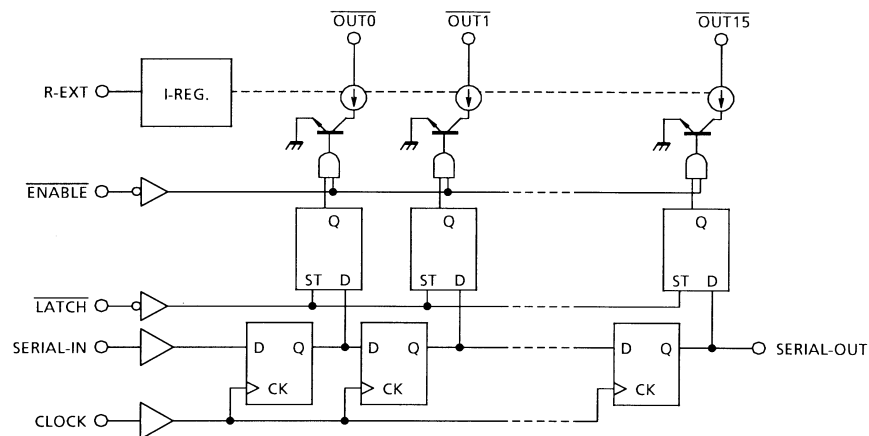 OUT0 OUT1 OUT15
R-EXT I-REG.
ENABLE
Q Q Q
ST D ST D ST D
LATCH
SERIAL-IN D Q D Q D Q SERIAL-OUT
CK CK CK
CLOCK